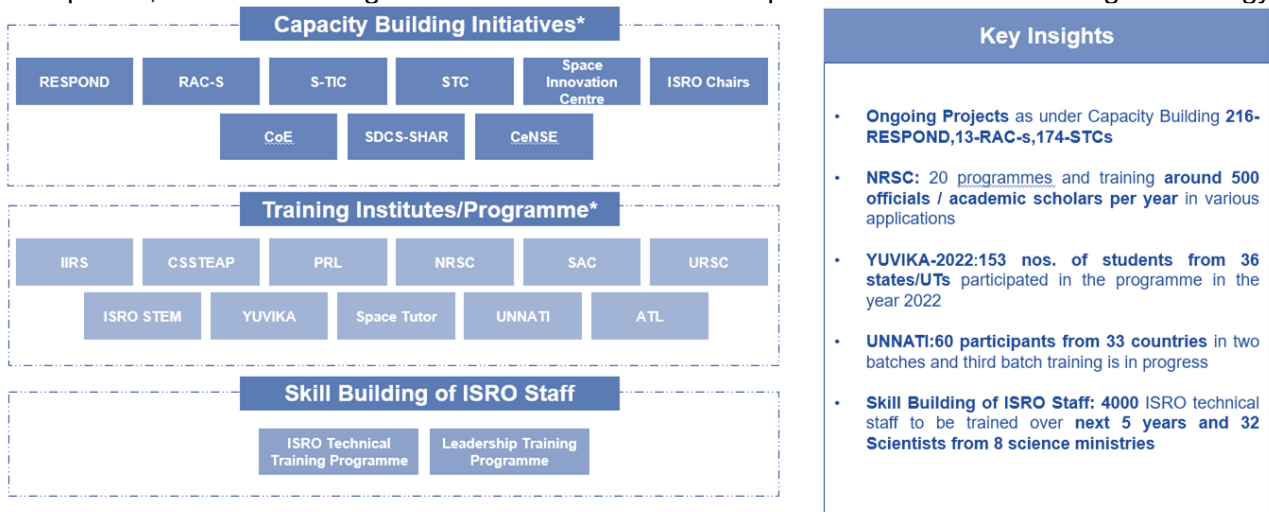 Capacity Building Initiatives*
RESPOND
RAC-S
S-TIC
STC
Space
Innovation
Centre
ISRO Chairs
CoE
SDCS-SHAR
CeNSE
Training Institutes/Programme*
IIRS
CSSTEAP
PRL
NRSC
SAC
URSC
ISRO STEM
YUVIKA
Space Tutor
UNNATI
ATL
Skill Building of ISRO Staff
ISRO Technical
Training Programme
Leadership Training
Programme
Key Insights
• Ongoing Projects as under Capacity Building 216-
RESPOND,13-RAC-s,174-STCs
• NRSC: 20 programmes and training around 500
officials / academic scholars per year in various
applications
• YUVIKA-2022:153 nos. of students from 36
states/UTs participated in the programme in the
year 2022
• UNNATI:60 participants from 33 countries in two
batches and third batch training is in progress
• Skill Building of ISRO Staff: 4000 ISRO technical
staff to be trained over next 5 years and 32
Scientists from 8 science ministries